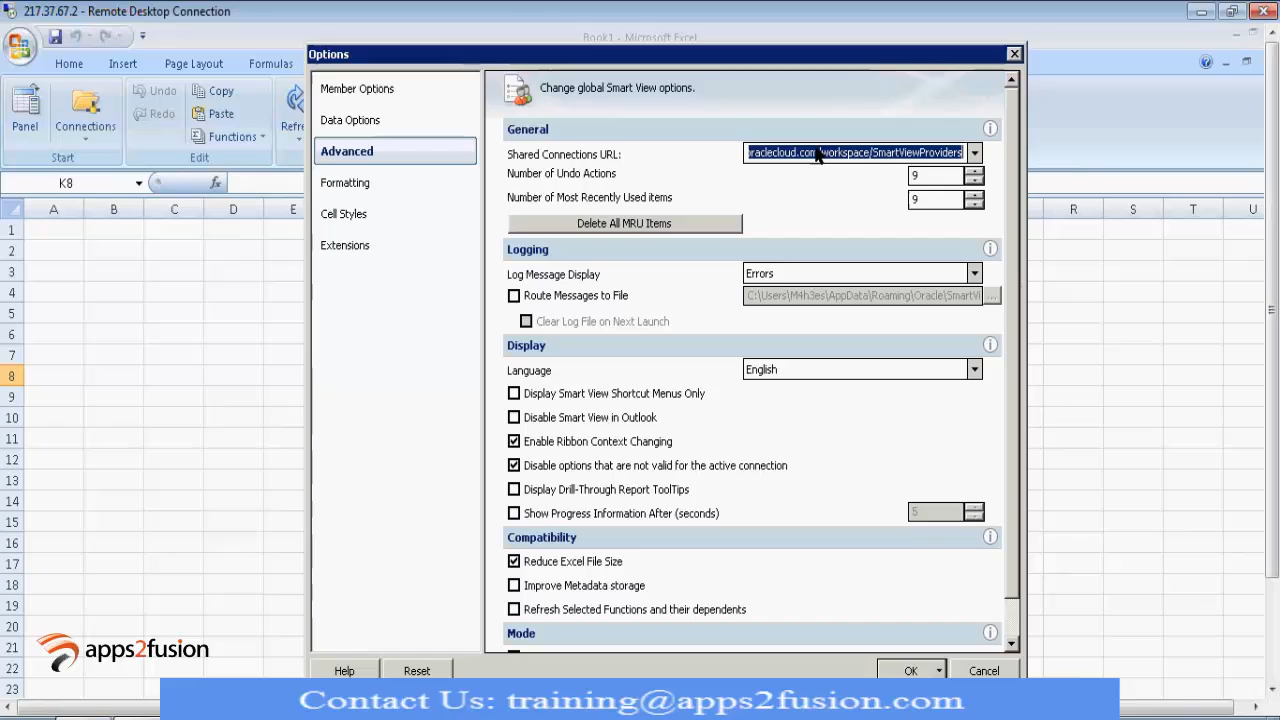 217.37.67.2 - Remote Desktop Connection
Book1 - Microsoft Excel
Home Insert Page Layout Formulas
Panel
Connections
Undo
Redo
Copy
Paste
Functions
Refre
Start
Edit
K8
fx
A B C D E R S T U
1
2
3
4
5
6
7
8
9
10
11
12
13
14
15
16
17
18
19
20
21
22
23
Options
Member Options
Data Options
Advanced
Formatting
Cell Styles
Extensions
Change global Smart View options.
General
Shared Connections URL: oraclecloud.com/workspace/SmartViewProviders
Number of Undo Actions 9
Number of Most Recently Used items 9
Delete All MRU Items
Logging
Log Message Display Errors
Route Messages to File C:\Users\M4h3es\AppData\Roaming\Oracle\SmartVi ...
Clear Log File on Next Launch
Display
Language English
Display Smart View Shortcut Menus Only
Disable Smart View in Outlook
Enable Ribbon Context Changing
Disable options that are not valid for the active connection
Display Drill-Through Report ToolTips
Show Progress Information After (seconds) 5
Compatibility
Reduce Excel File Size
Improve Metadata storage
Refresh Selected Functions and their dependents
Mode
Help Reset OK Cancel
apps2fusion
Contact Us: training@apps2fusion.com